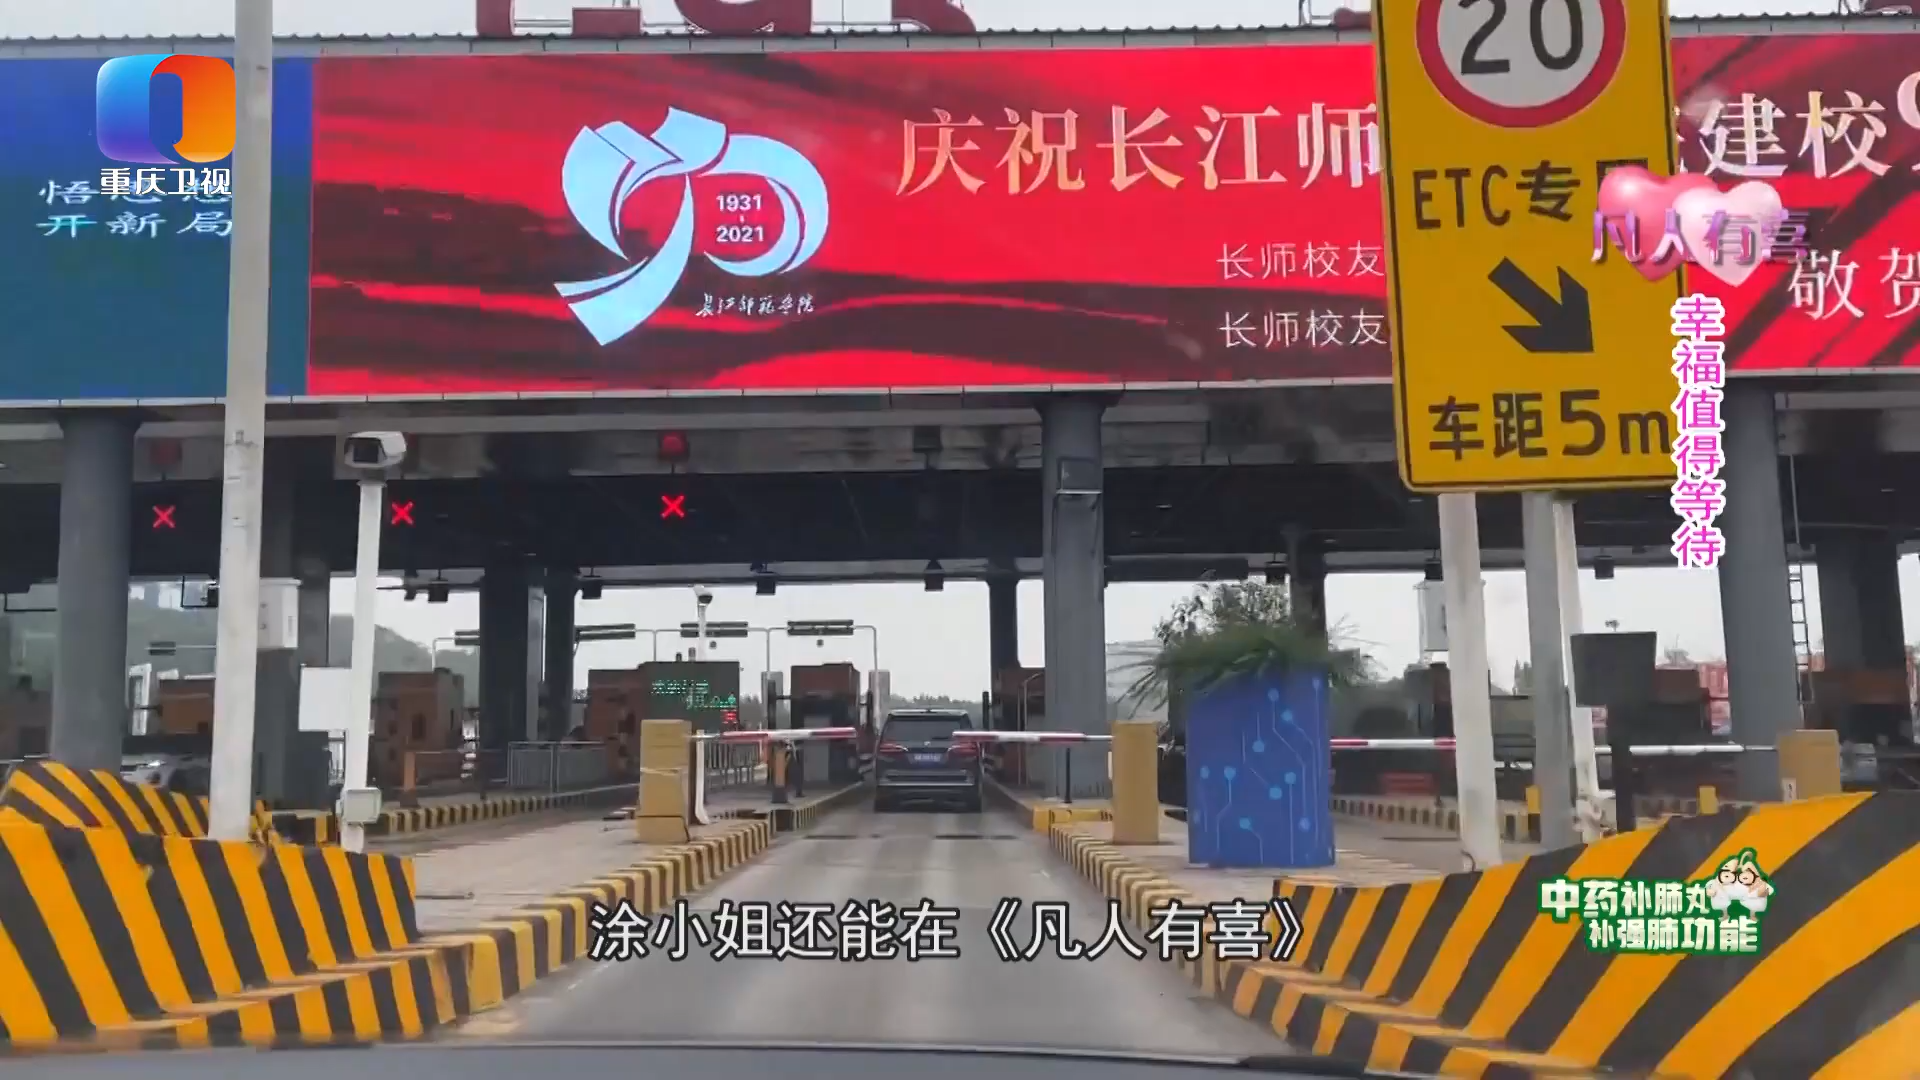 重庆卫视
开新局
1931
2021
长江师范学院
庆祝长江师
建校9
长师校友
长师校友
敬贺
20
ETC专用
车距5m
凡人有喜
幸福值得等待
涂小姐还能在《凡人有喜》
中药补肺丸
补强肺功能